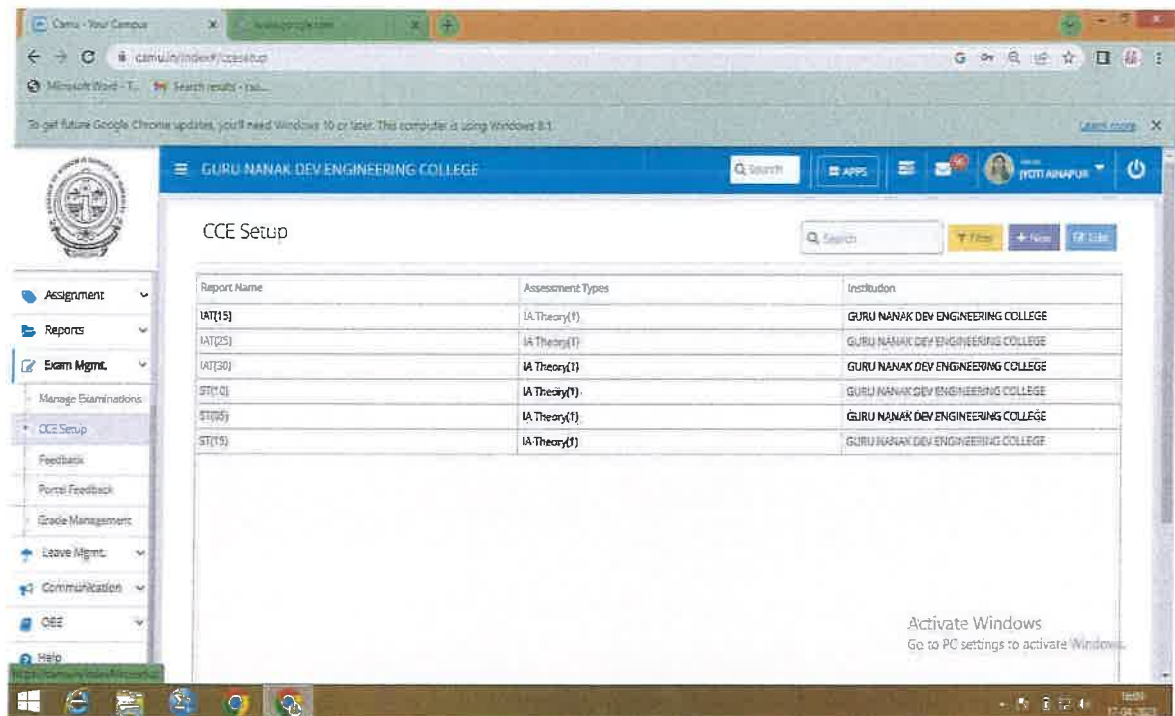 Camu - Your Campus
camu.in/index#/ccesetup
Microsoft Word - T...
Search results - rao...
To get future Google Chrome updates, you'll need Windows 10 or later. This computer is using Windows 8.1.
Learn more
GURU NANAK DEV ENGINEERING COLLEGE
Search
APPS
JYOTI AINAPUR
CCE Setup
Search
Filter
+ New
Edit
Report Name Assessment Types Institution
IAT(15) IA Theory(1) GURU NANAK DEV ENGINEERING COLLEGE
IAT(25) IA Theory(1) GURU NANAK DEV ENGINEERING COLLEGE
IAT(30) IA Theory(1) GURU NANAK DEV ENGINEERING COLLEGE
ST(10) IA Theory(1) GURU NANAK DEV ENGINEERING COLLEGE
ST(05) IA Theory(1) GURU NANAK DEV ENGINEERING COLLEGE
ST(15) IA Theory(1) GURU NANAK DEV ENGINEERING COLLEGE
Assignment
Reports
Exam Mgmt.
Manage Examinations
CCE Setup
Feedback
Portal Feedback
Grade Management
Leave Mgmt.
Communication
OBE
Help
Activate Windows
Go to PC settings to activate Windows.